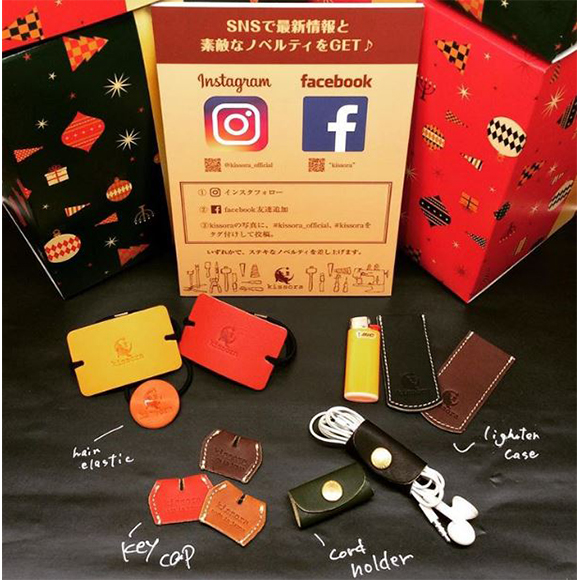 SNSで最新情報と
素敵なノベルティをGET♪
Instagram
facebook
@kissora_official
"kissora"
① インスタフォロー
② facebook友達追加
③kissoraの写真に、#kissora_official、#kissoraを
タグ付けして投稿。
いずれかで、ステキなノベルティを差し上げます。
kissora
kissora
kissora
kissora
hair
elastic
lighter
case
key
cap
cord
holder